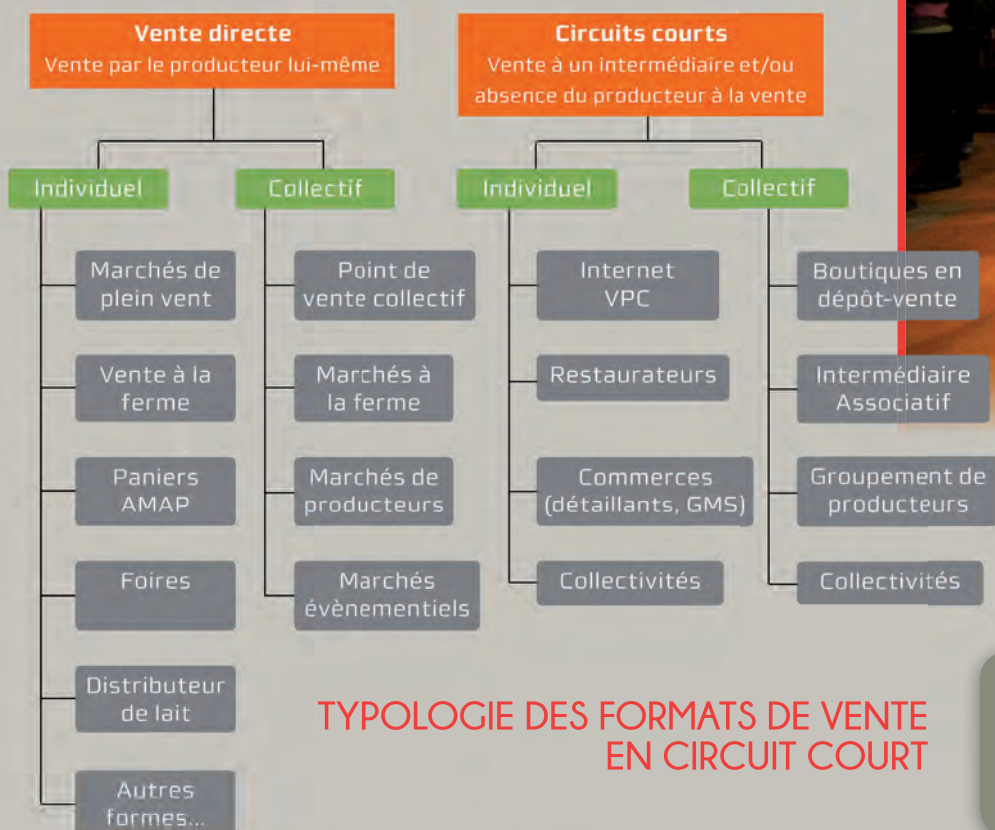 Vente directe
Vente par le producteur lui-même
Individuel
Marchés de
plein vent
Vente à la
ferme
Paniers
AMAP
Foires
Distributeur
de lait
Autres
formes...
Collectif
Point de
vente collectif
Marchés à
la ferme
Marchés de
producteurs
Marchés
évènementiels
Circuits courts
Vente à un intermédiaire et/ou
absence du producteur à la vente
Individuel
Internet
VPC
Restaurateurs
Commerces
(détaillants, GMS)
Collectivités
Collectif
Boutiques en
dépôt-vente
Intermédiaire
Associatif
Groupement de
producteurs
Collectivités
TYPOLOGIE DES FORMATS DE VENTE
EN CIRCUIT COURT